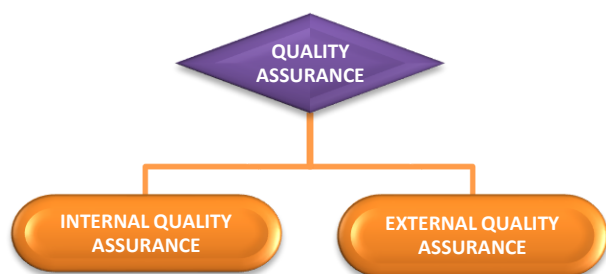 QUALITY
ASSURANCE
INTERNAL QUALITY
ASSURANCE
EXTERNAL QUALITY
ASSURANCE